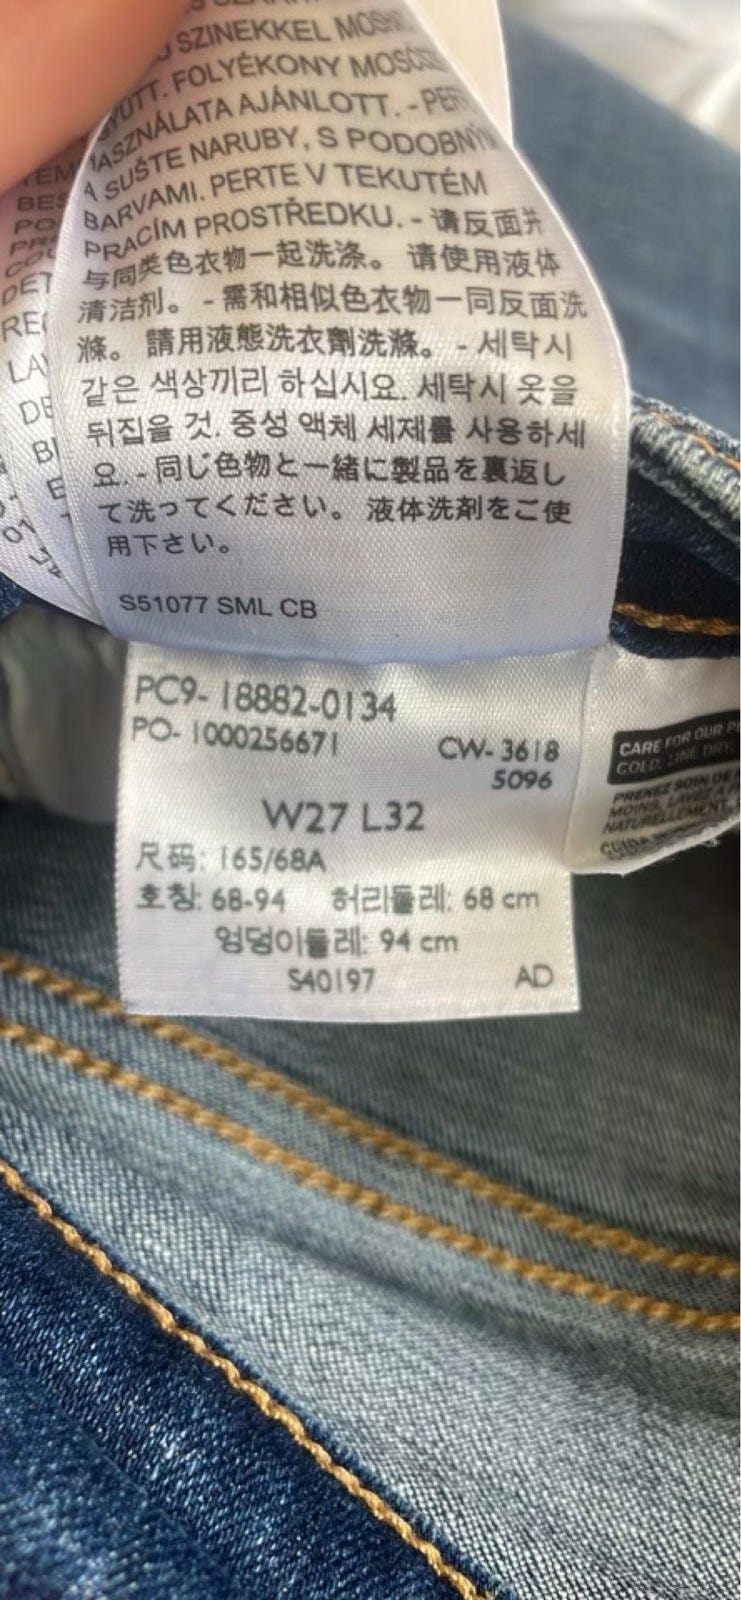 SZINEKKEL
FOLYÉKONY
AJÁNLOTT. -
A SUŠTE NARUBY, S PODOBNÝM
BARVAMI. PERTE V TEKUTÉM
PRACÍM PROSTŘEDKU. - 请反面并
与同类色衣物一起洗涤。 请使用液体
清洁剂。 - 需和相似色衣物一同反面洗
滌。 請用液態洗衣劑洗滌。 - 세탁시
같은 색상끼리 하십시요. 세탁시 옷을
뒤집을 것. 중성 액체 세제를 사용하세
요. - 同じ色物と一緒に製品を裏返し
て洗ってください。 液体洗剤をご使
用下さい。
S51077 SML CB
PC9- 18882-0134
PO- 1000256671 CW- 3618
5096
W27 L32
尺码: 165/68A
호칭: 68-94 허리둘레: 68 cm
엉덩이둘레: 94 cm
S40197 AD
CARE FOR OUR
COLD, LINE DRY,
PRENEZ SOIN DE
MOINS, LAVEZ À
NATURELLEMENT,